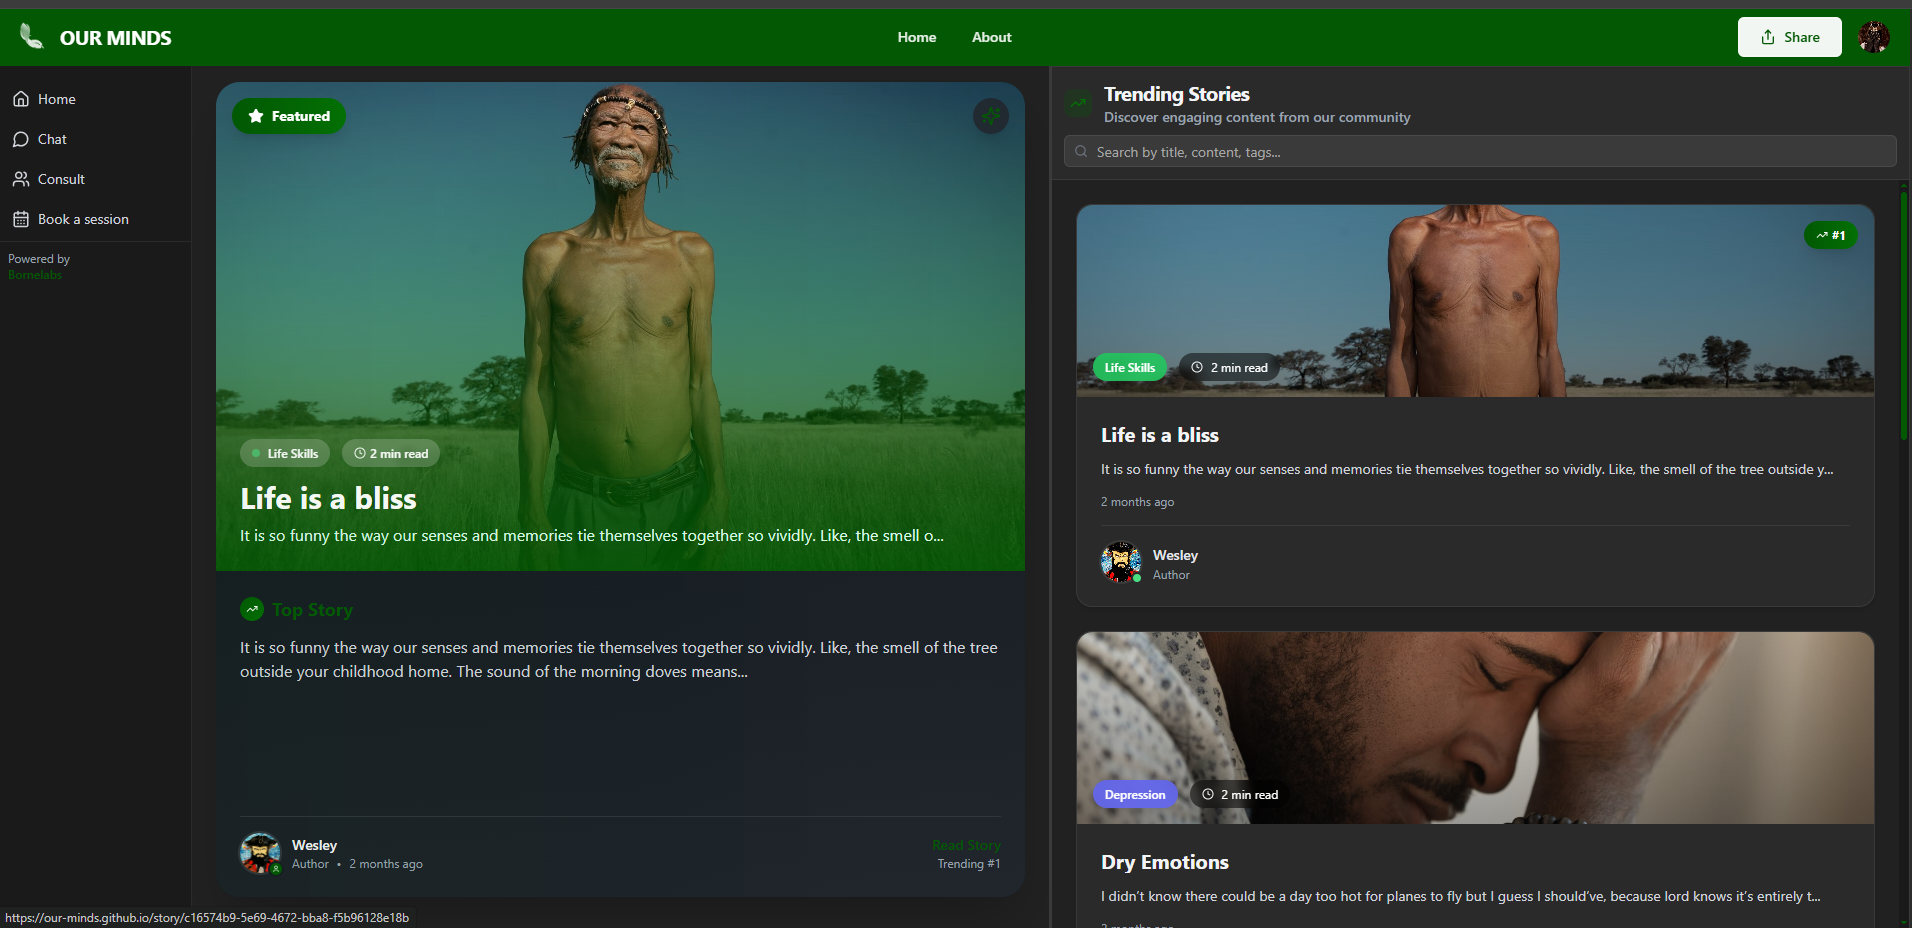 OUR MINDS
Home
About
Share
Home
Chat
Consult
Book a session
Powered by
Bornelabs
Featured
Life Skills
2 min read
Life is a bliss
It is so funny the way our senses and memories tie themselves together so vividly. Like, the smell o...
Top Story
It is so funny the way our senses and memories tie themselves together so vividly. Like, the smell of the tree
outside your childhood home. The sound of the morning doves means...
Wesley
Author • 2 months ago
Read Story
Trending #1
Trending Stories
Discover engaging content from our community
Search by title, content, tags...
#1
Life Skills
2 min read
Life is a bliss
It is so funny the way our senses and memories tie themselves together so vividly. Like, the smell of the tree outside y...
2 months ago
Wesley
Author
Depression
2 min read
Dry Emotions
I didn’t know there could be a day too hot for planes to fly but I guess I should’ve, because lord knows it’s entirely t...
2 months ago
https://our-minds.github.io/story/c16574b9-5e69-4672-bba8-f5b96128e18b